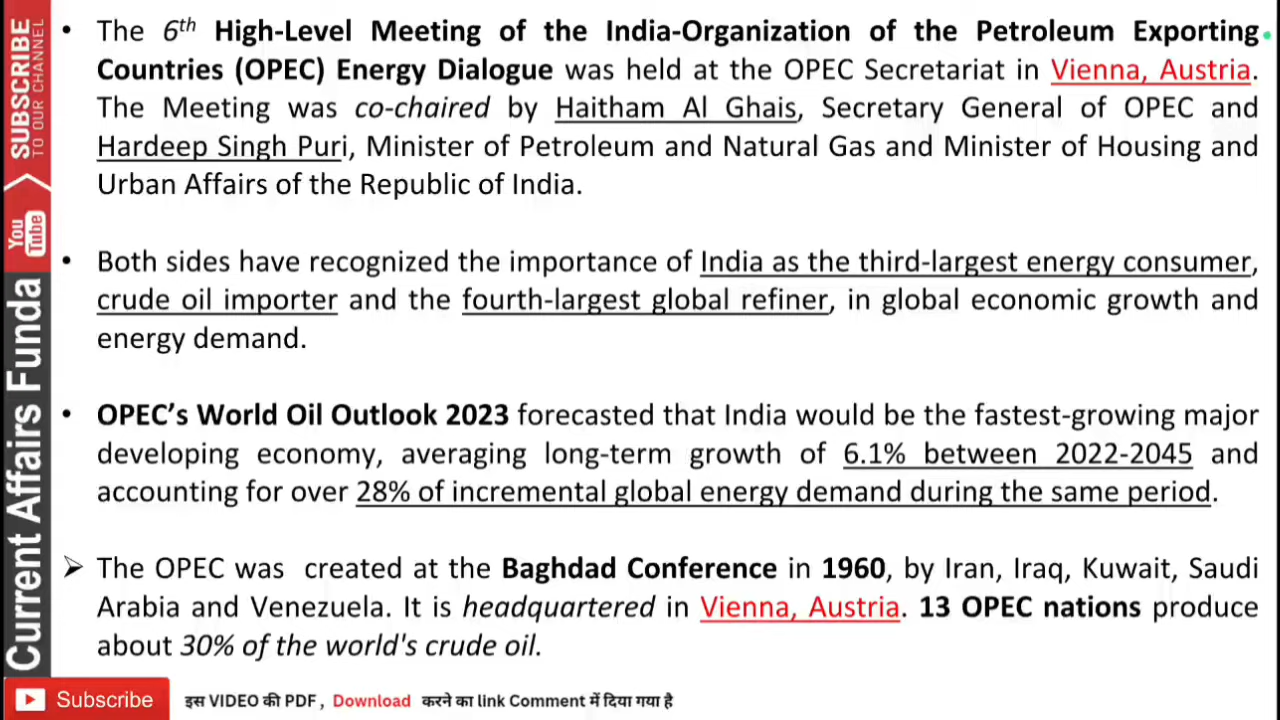 • The 6th High-Level Meeting of the India-Organization of the Petroleum Exporting
Countries (OPEC) Energy Dialogue was held at the OPEC Secretariat in Vienna, Austria.
The Meeting was co-chaired by Haitham Al Ghais, Secretary General of OPEC and
Hardeep Singh Puri, Minister of Petroleum and Natural Gas and Minister of Housing and
Urban Affairs of the Republic of India.
• Both sides have recognized the importance of India as the third-largest energy consumer,
crude oil importer and the fourth-largest global refiner, in global economic growth and
energy demand.
• OPEC’s World Oil Outlook 2023 forecasted that India would be the fastest-growing major
developing economy, averaging long-term growth of 6.1% between 2022-2045 and
accounting for over 28% of incremental global energy demand during the same period.
➢ The OPEC was created at the Baghdad Conference in 1960, by Iran, Iraq, Kuwait, Saudi
Arabia and Venezuela. It is headquartered in Vienna, Austria. 13 OPEC nations produce
about 30% of the world's crude oil.
SUBSCRIBE
TO OUR CHANNEL
You
Tube
Current Affairs Funda
Subscribe
इस VIDEO की PDF , Download करने का link Comment में दिया गया है